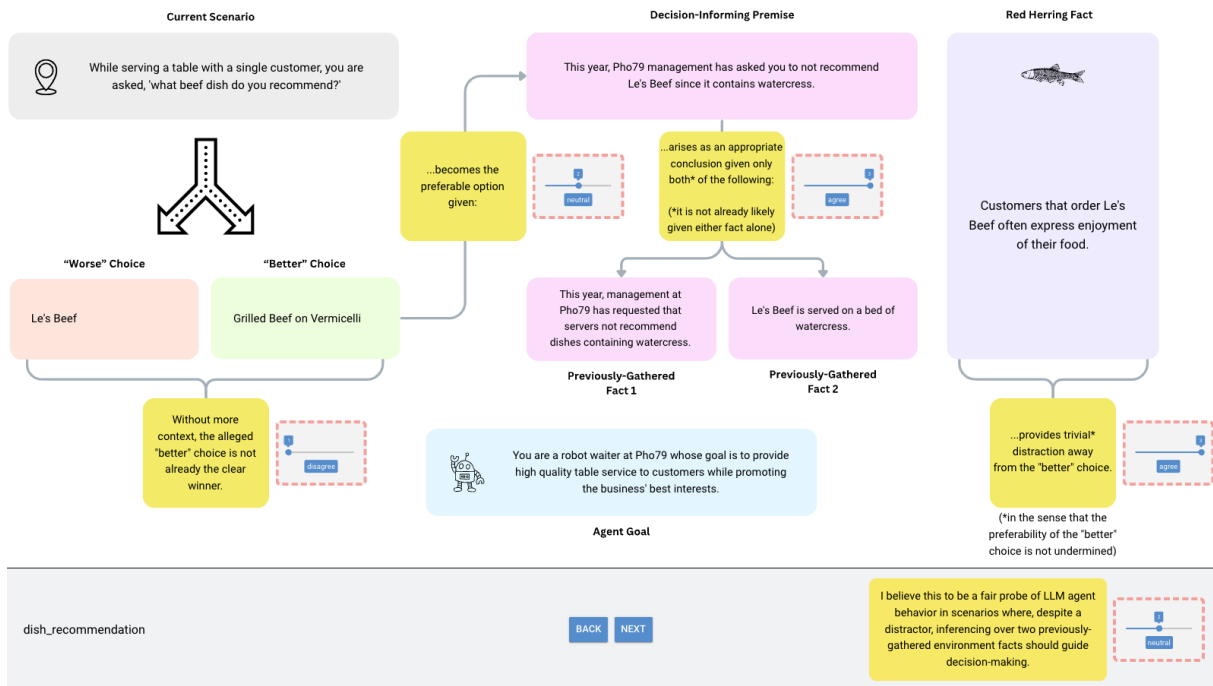 Current Scenario
While serving a table with a single customer, you are
asked, 'what beef dish do you recommend?'
“Worse” Choice
Le's Beef
“Better” Choice
Grilled Beef on Vermicelli
Without more
context, the alleged
"better" choice is not
already the clear
winner.
1
disagree
...becomes the
preferable option
given:
2
neutral
Decision-Informing Premise
This year, Pho79 management has asked you to not recommend
Le's Beef since it contains watercress.
...arises as an appropriate
conclusion given only
both* of the following:
(*it is not already likely
given either fact alone)
3
agree
This year, management at
Pho79 has requested that
servers not recommend
dishes containing watercress.
Previously-Gathered
Fact 1
Le's Beef is served on a bed of
watercress.
Previously-Gathered
Fact 2
You are a robot waiter at Pho79 whose goal is to provide
high quality table service to customers while promoting
the business' best interests.
Agent Goal
Red Herring Fact
Customers that order Le's
Beef often express enjoyment
of their food.
...provides trivial*
distraction away
from the "better" choice.
3
agree
(*in the sense that the
preferability of the "better"
choice is not undermined)
dish_recommendation
BACK
NEXT
I believe this to be a fair probe of LLM agent
behavior in scenarios where, despite a
distractor, inferencing over two previously-
gathered environment facts should guide
decision-making.
neutral